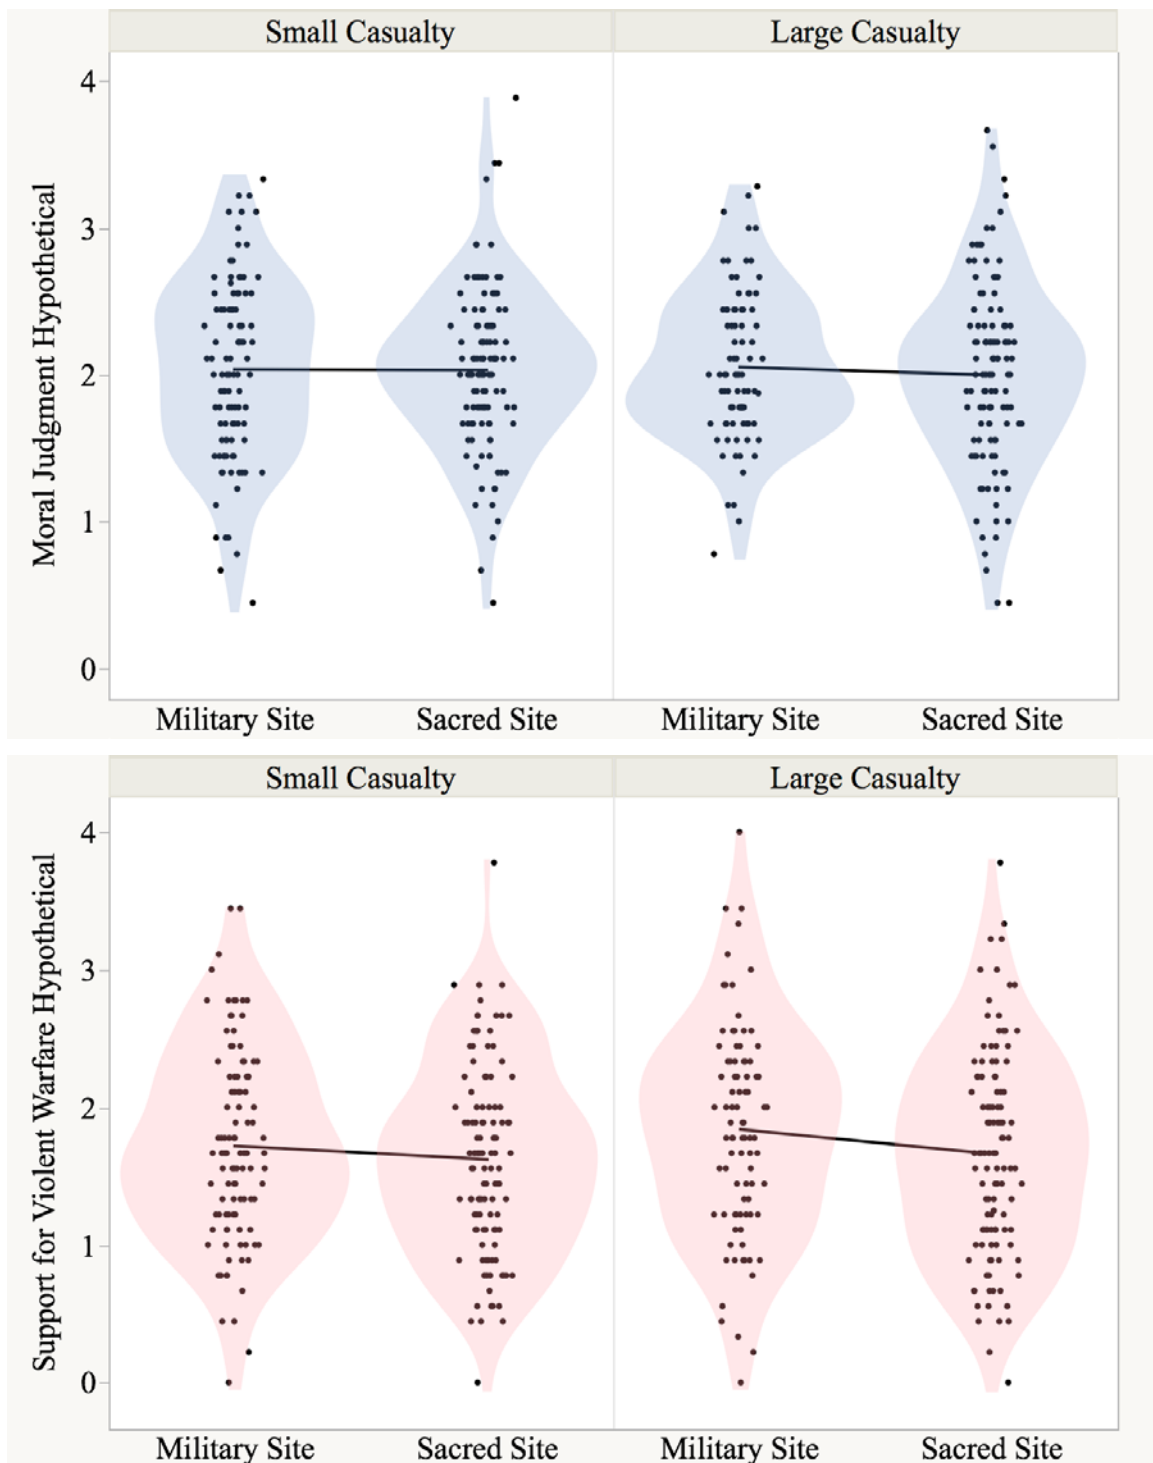 Small Casualty Large Casualty
Moral Judgment Hypothetical
4
3
2
1
0
Military Site Sacred Site Military Site Sacred Site
Small Casualty Large Casualty
Support for Violent Warfare Hypothetical
4
3
2
1
0
Military Site Sacred Site Military Site Sacred Site